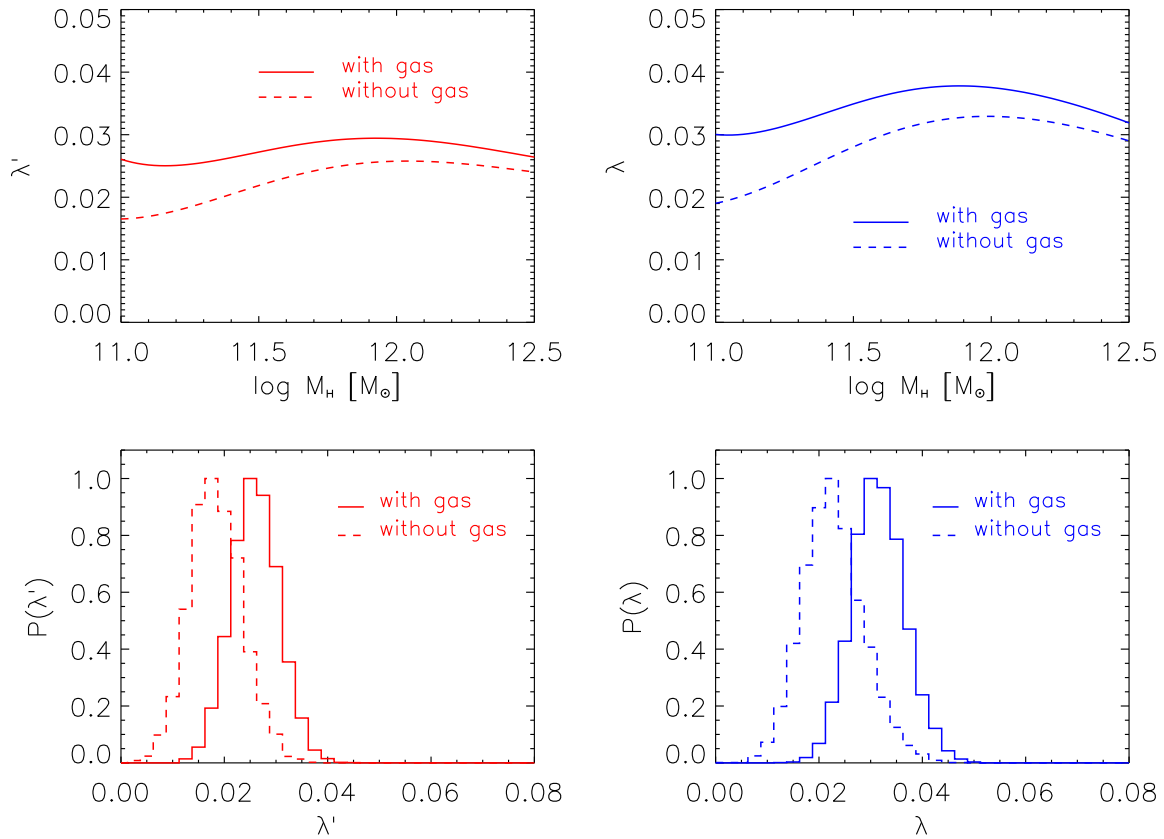 0.05
0.04
0.03
0.02
0.01
0.00
λ'
with gas
without gas
11.0 11.5 12.0 12.5
log M_H [M_⊙]
0.05
0.04
0.03
0.02
0.01
0.00
λ
with gas
without gas
11.0 11.5 12.0 12.5
log M_H [M_⊙]
1.0
0.8
0.6
0.4
0.2
0.0
P(λ')
with gas
without gas
0.00 0.02 0.04 0.06 0.08
λ'
1.0
0.8
0.6
0.4
0.2
0.0
P(λ)
with gas
without gas
0.00 0.02 0.04 0.06 0.08
λ